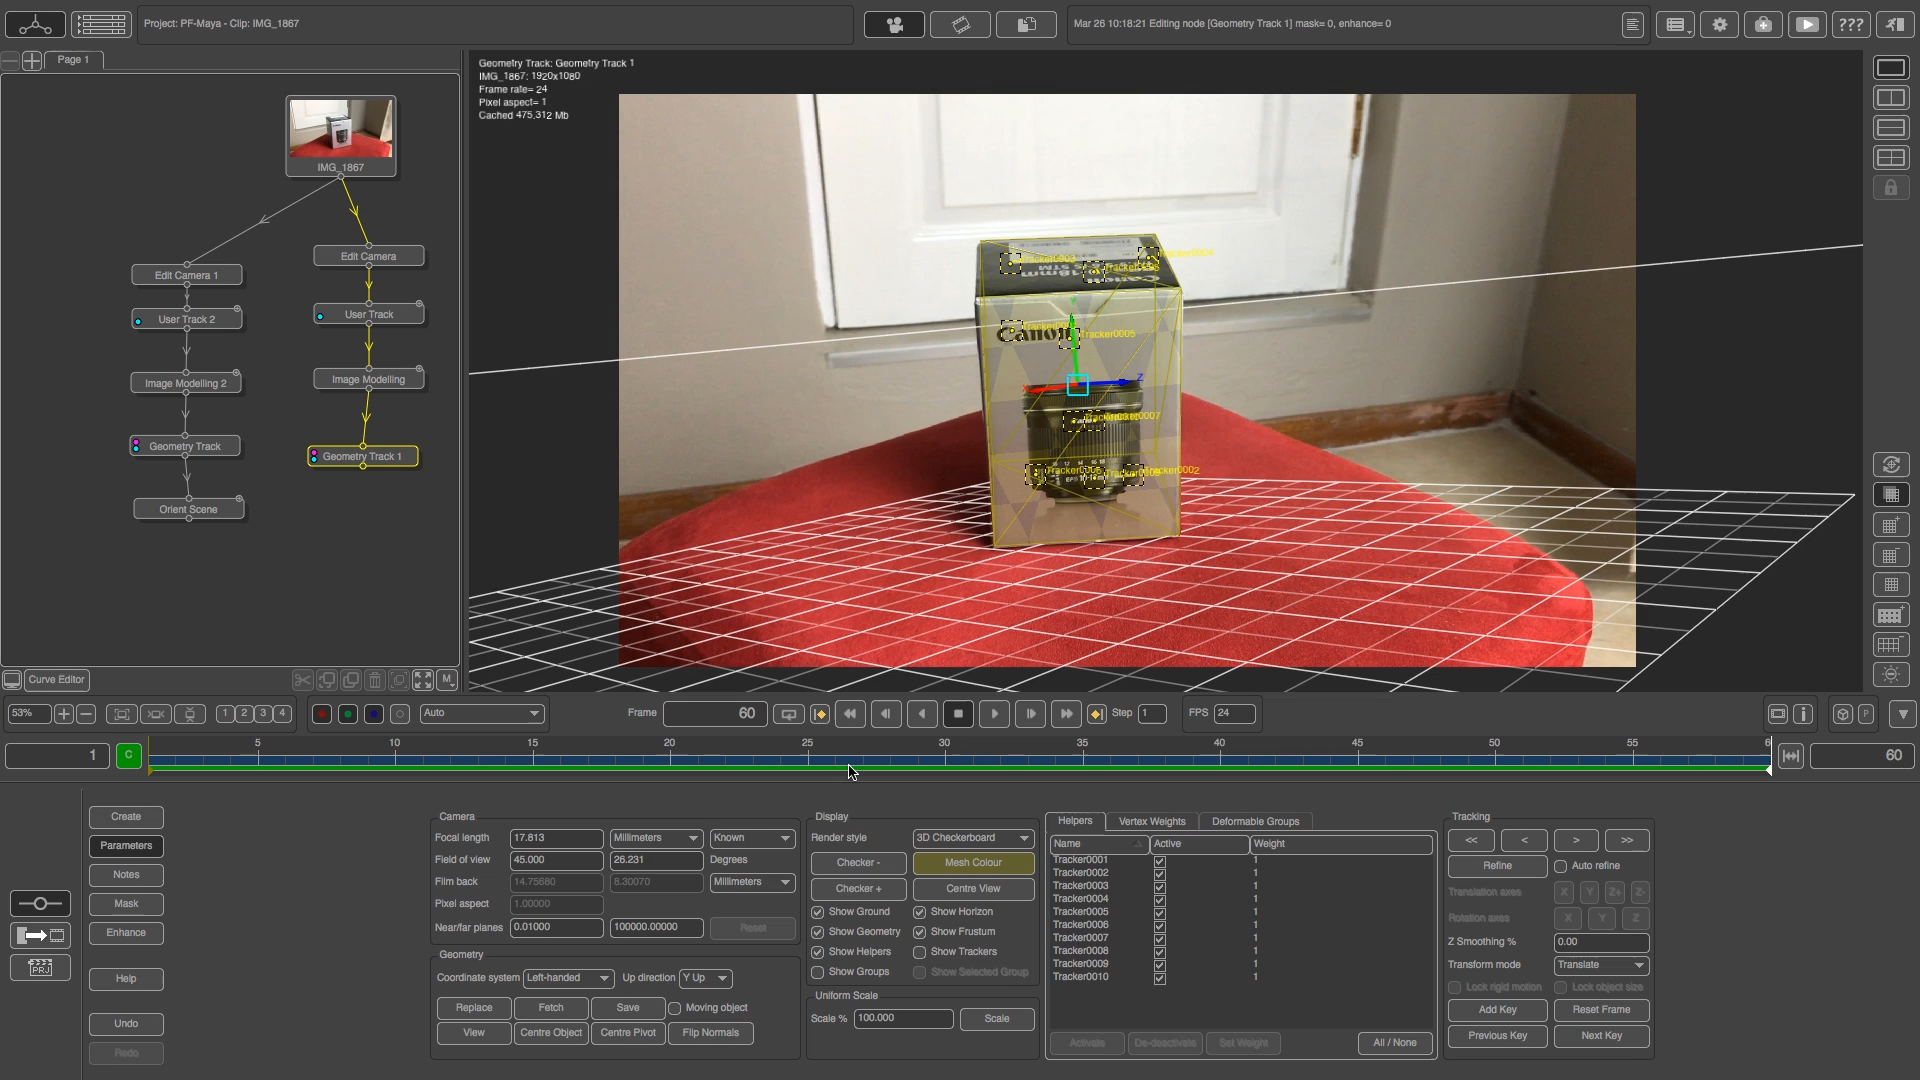 Project: PF-Maya - Clip: IMG_1867
Mar 26 10:18:21 Editing node [Geometry Track 1] mask= 0, enhance= 0
???
Page 1
IMG_1867
Edit Camera 1
Edit Camera
User Track 2
User Track
Image Modelling 2
Image Modelling
Geometry Track
Geometry Track 1
Orient Scene
Geometry Track: Geometry Track 1
IMG_1867: 1920x1080
Frame rate= 24
Pixel aspect= 1
Cached 475,312 Mb
Tracker0003
Tracker0004
Canon
Tracker0005
Z
Tracker0007
Tracker0002
Curve Editor
M
53%
1 2 3 4
Auto
Frame 60
Step 1
FPS 24
i
P
1
C
5 10 15 20 25 30 35 40 45 50 55 6
60
Create
Parameters
Notes
Mask
Enhance
Help
Undo
Redo
PRJ
Camera
Focal length 17.813 Millimeters Known
Field of view 45.000 26.231 Degrees
Film back 14.75680 8.30070 Millimeters
Pixel aspect 1.00000
Near/far planes 0.01000 100000.00000 Reset
Geometry
Coordinate system Left-handed Up direction Y Up
Replace Fetch Save Moving object
View Centre Object Centre Pivot Flip Normals
Display
Render style 3D Checkerboard
Checker - Mesh Colour
Checker + Centre View
Show Ground Show Horizon
Show Geometry Show Frustum
Show Helpers Show Trackers
Show Groups Show Selected Group
Uniform Scale
Scale % 100.000 Scale
Helpers Vertex Weights Deformable Groups
Name Active Weight
Tracker0001 1
Tracker0002 1
Tracker0003 1
Tracker0004 1
Tracker0005 1
Tracker0006 1
Tracker0007 1
Tracker0008 1
Tracker0009 1
Tracker0010 1
Activate De-deactivate Set Weight All / None
Tracking
<< < > >>
Refine Auto refine
Translation axes X Y Z+ Z-
Rotation axes X Y Z
Z Smoothing % 0.00
Transform mode Translate
Lock rigid motion Lock object size
Add Key Reset Frame
Previous Key Next Key